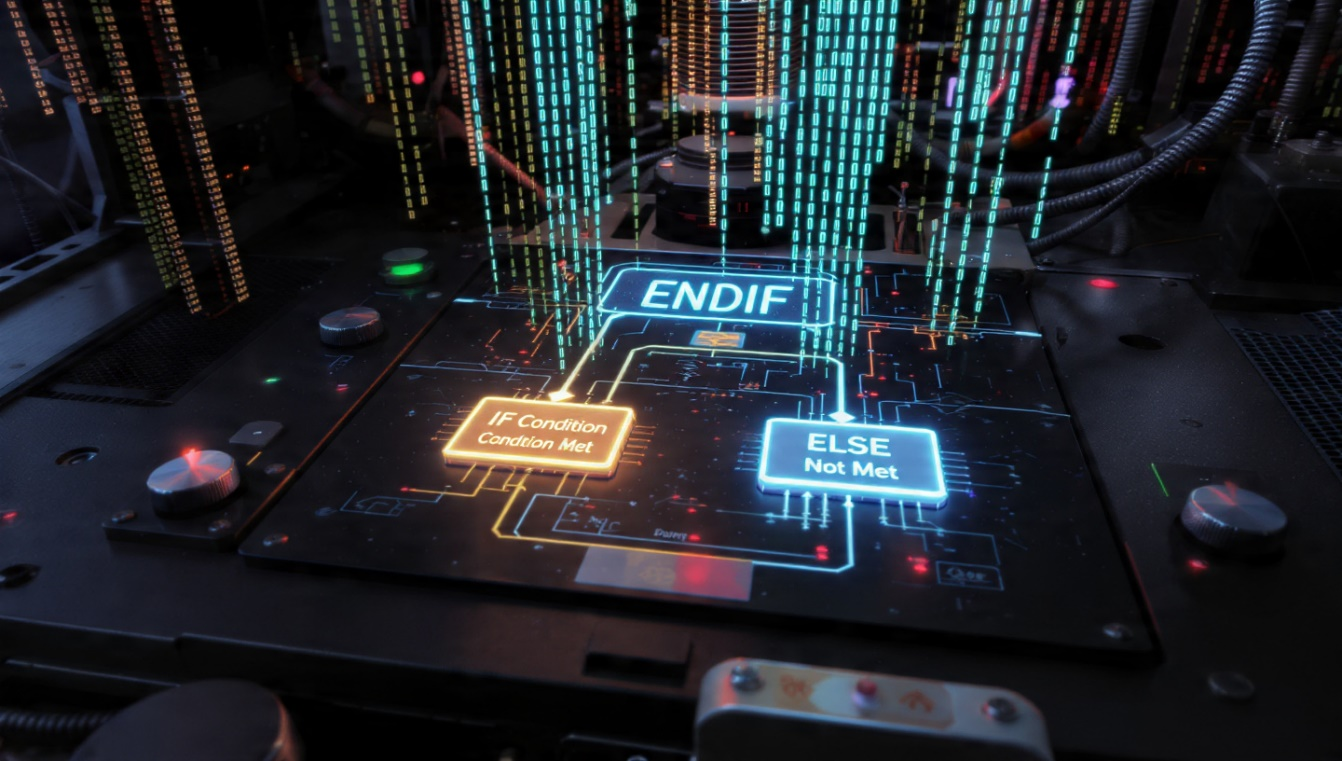 ENDIF
IF Condition
Condtion Met
ELSE
Not Met